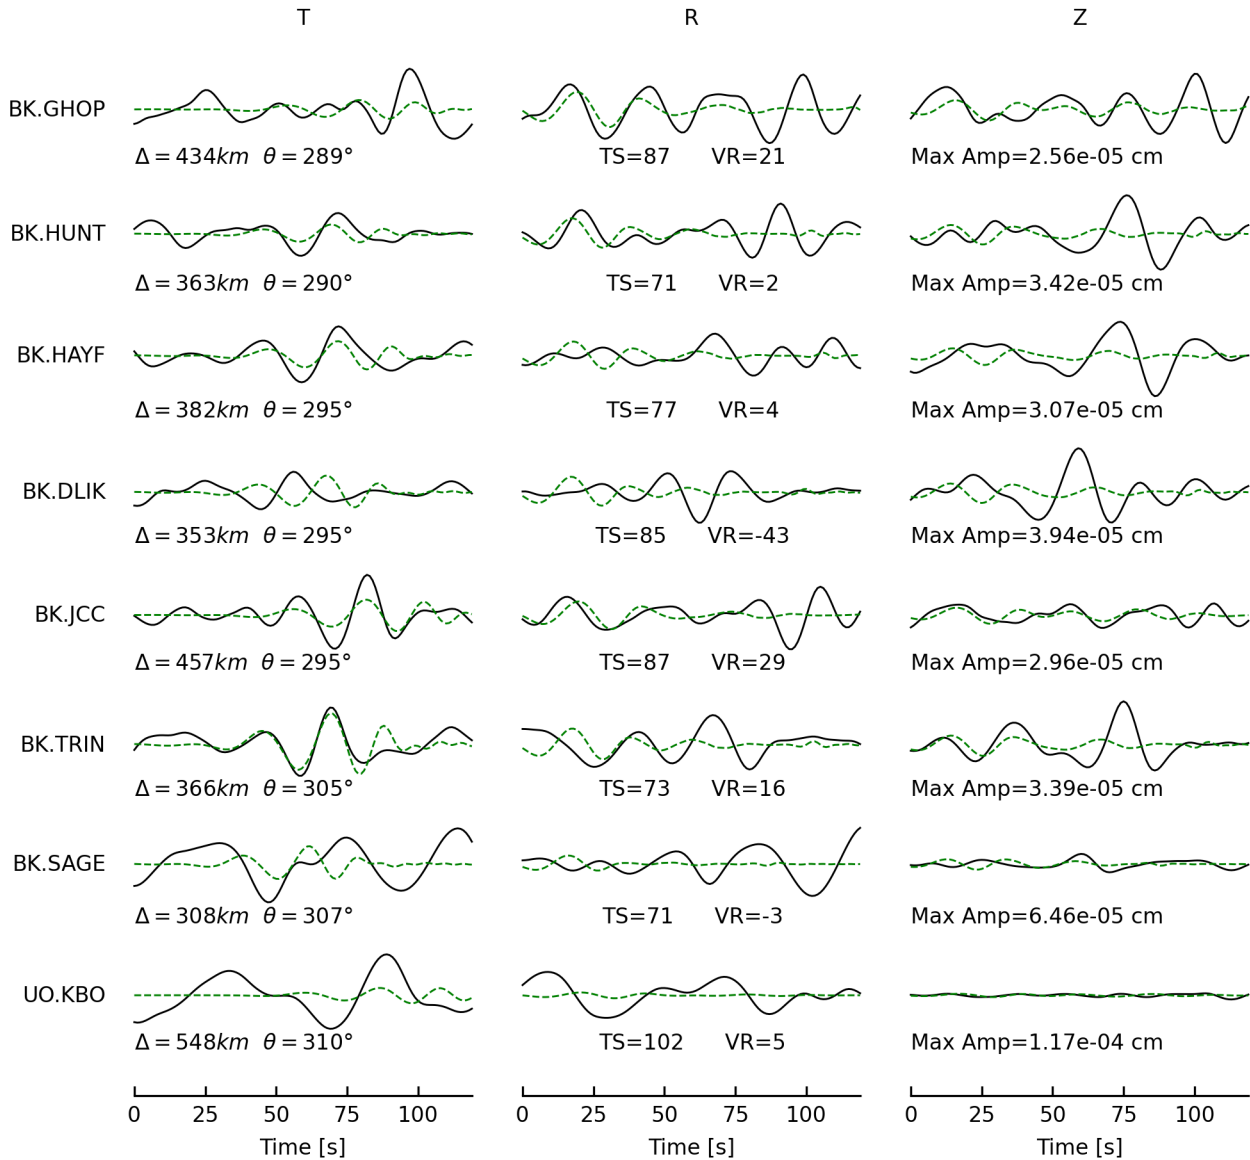 T R Z
BK.GHOP
Δ = 434km θ = 289° TS=87 VR=21 Max Amp=2.56e-05 cm
BK.HUNT
Δ = 363km θ = 290° TS=71 VR=2 Max Amp=3.42e-05 cm
BK.HAYF
Δ = 382km θ = 295° TS=77 VR=4 Max Amp=3.07e-05 cm
BK.DLIK
Δ = 353km θ = 295° TS=85 VR=-43 Max Amp=3.94e-05 cm
BK.JCC
Δ = 457km θ = 295° TS=87 VR=29 Max Amp=2.96e-05 cm
BK.TRIN
Δ = 366km θ = 305° TS=73 VR=16 Max Amp=3.39e-05 cm
BK.SAGE
Δ = 308km θ = 307° TS=71 VR=-3 Max Amp=6.46e-05 cm
UO.KBO
Δ = 548km θ = 310° TS=102 VR=5 Max Amp=1.17e-04 cm
0 25 50 75 100 0 25 50 75 100 0 25 50 75 100
Time [s] Time [s] Time [s]